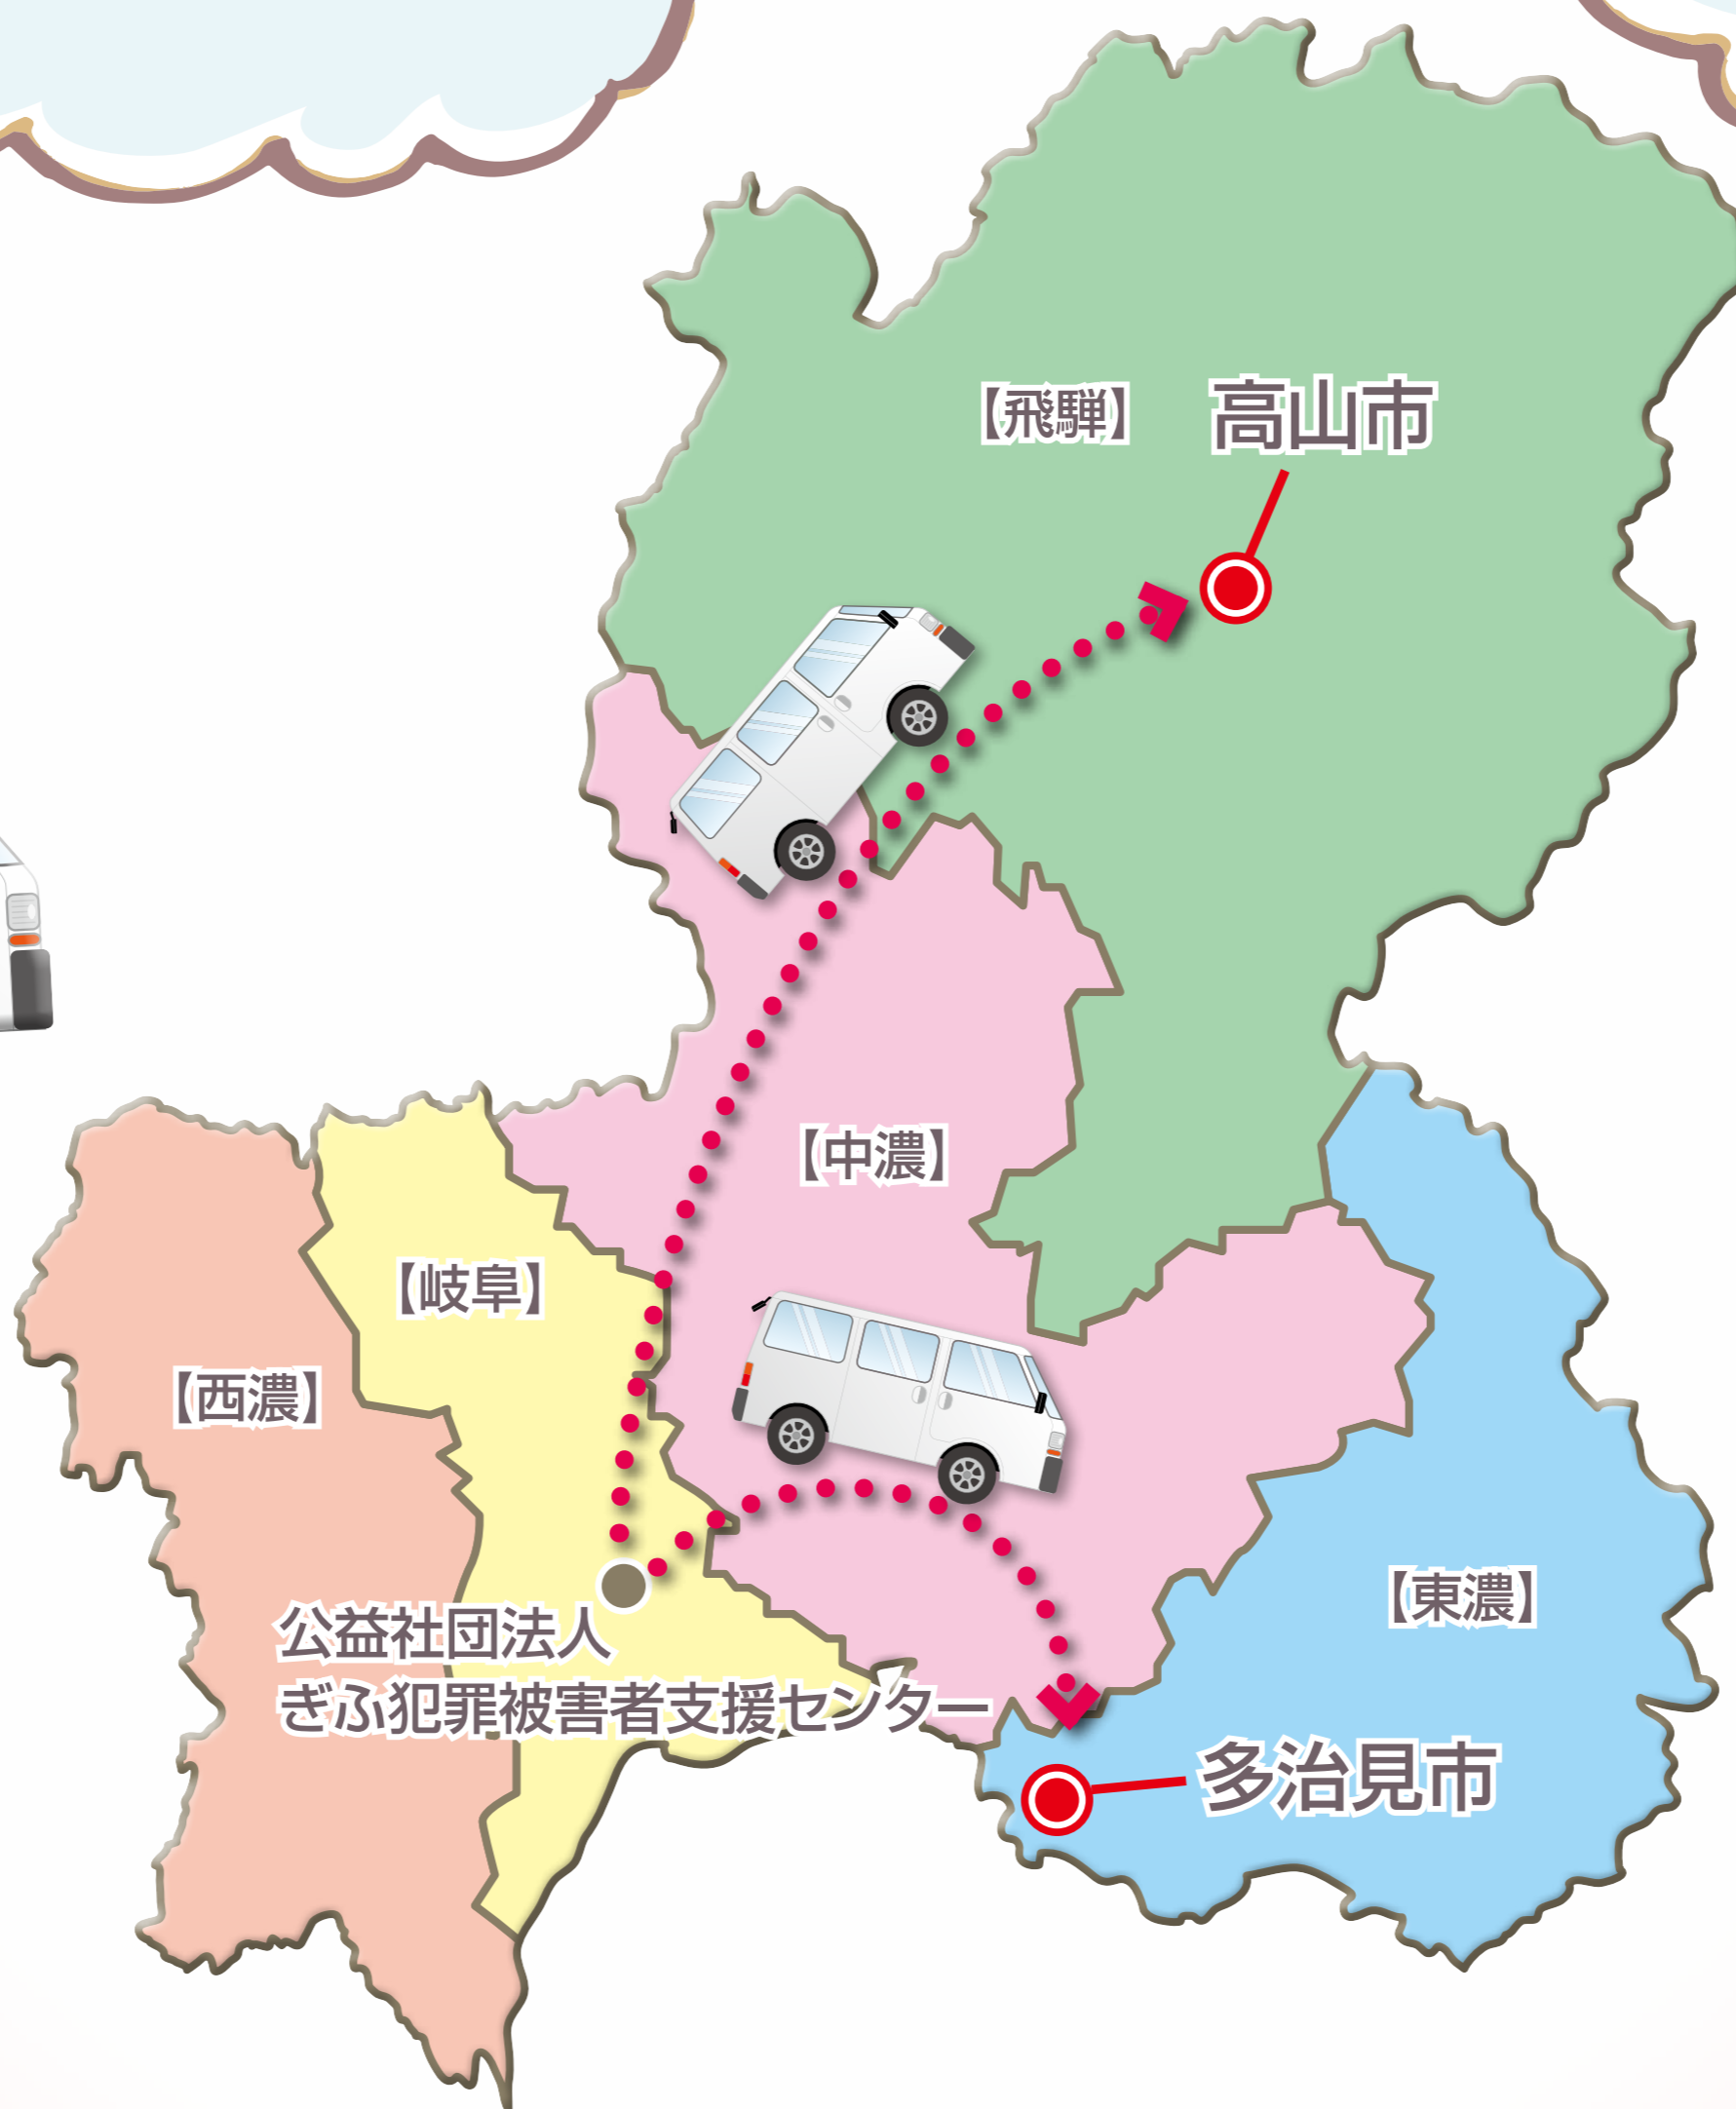 【飛騨】
高山市
【中濃】
【岐阜】
【西濃】
【東濃】
公益社団法人
ぎふ犯罪被害者支援センター
多治見市